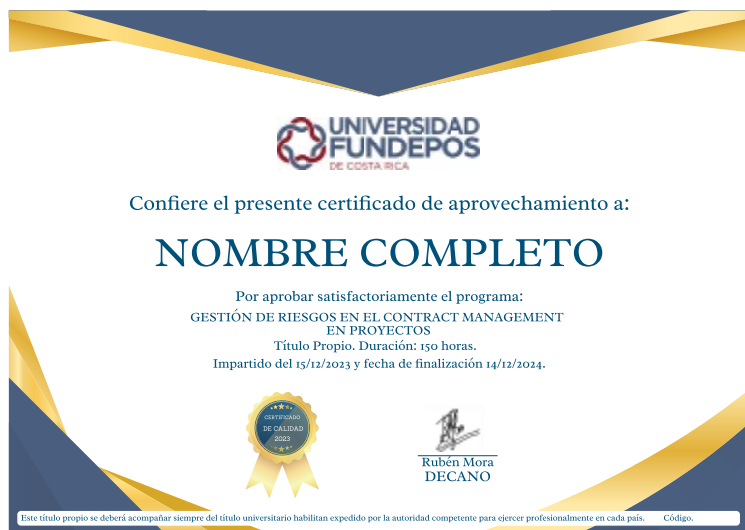 UNIVERSIDAD
FUNDEPOS
DE COSTA RICA
Confiere el presente certificado de aprovechamiento a:
NOMBRE COMPLETO
Por aprobar satisfactoriamente el programa:
GESTIÓN DE RIESGOS EN EL CONTRACT MANAGEMENT
EN PROYECTOS
Título Propio. Duración: 150 horas.
Impartido del 15/12/2023 y fecha de finalización 14/12/2024.
CERTIFICADO
DE CALIDAD
2023
Rubén Mora
DECANO
Este título propio se deberá acompañar siempre del título universitario habilitan expedido por la autoridad competente para ejercer profesionalmente en cada país. Código.